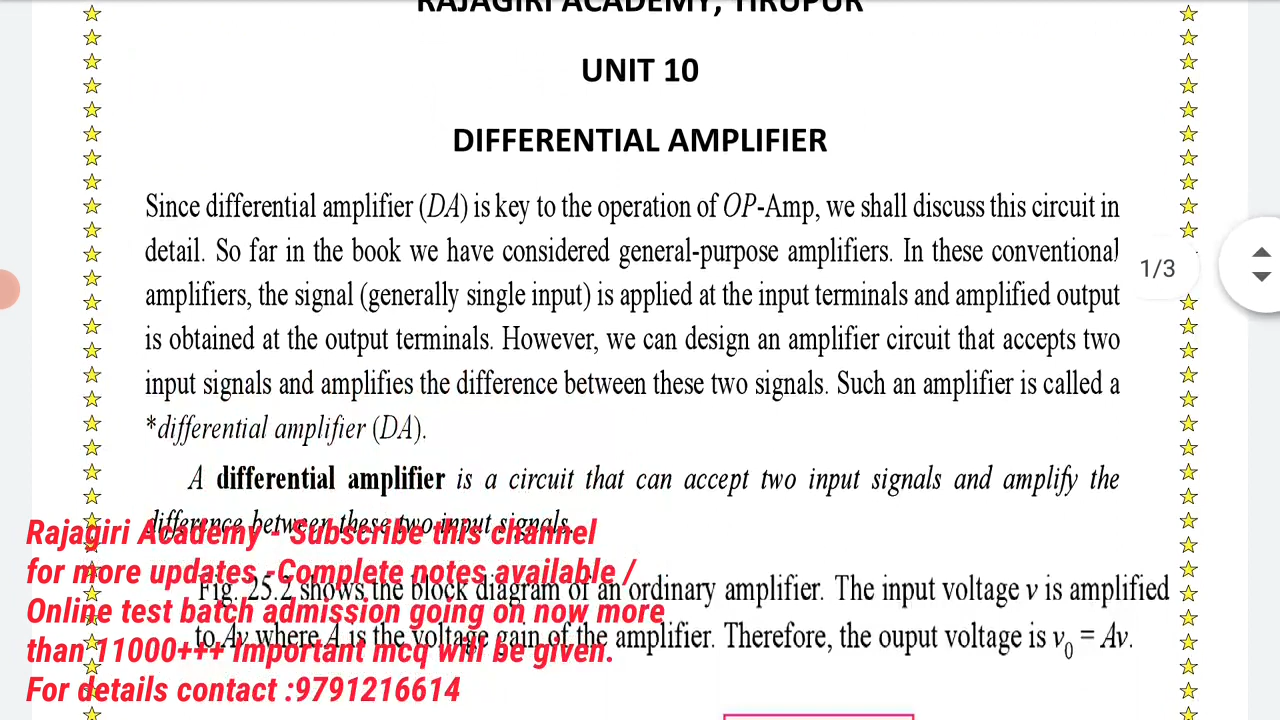 RAJAGIRI ACADEMY, TIRUPUR
UNIT 10
DIFFERENTIAL AMPLIFIER
Since differential amplifier (DA) is key to the operation of OP-Amp, we shall discuss this circuit in
detail. So far in the book we have considered general-purpose amplifiers. In these conventional
amplifiers, the signal (generally single input) is applied at the input terminals and amplified output
is obtained at the output terminals. However, we can design an amplifier circuit that accepts two
input signals and amplifies the difference between these two signals. Such an amplifier is called a
*differential amplifier (DA).
A differential amplifier is a circuit that can accept two input signals and amplify the
difference between these two input signals.
Fig. 25.2 shows the block diagram of an ordinary amplifier. The input voltage v is amplified
to Av where A is the voltage gain of the amplifier. Therefore, the ouput voltage is v0 = Av.
1/3
Rajagiri Academy - Subscribe this channel
for more updates -Complete notes available /
Online test batch admission going on now more
than 11000+++ Important mcq will be given.
For details contact :9791216614